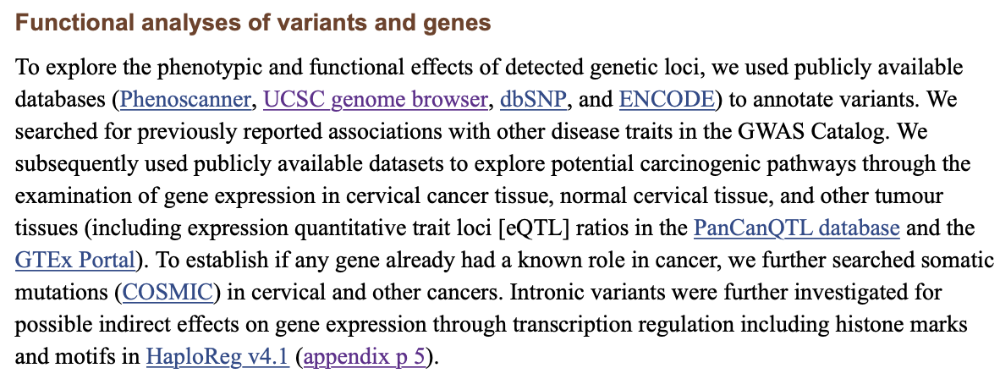 Functional analyses of variants and genes
To explore the phenotypic and functional effects of detected genetic loci, we used publicly available
databases (Phenoscanner, UCSC genome browser, dbSNP, and ENCODE) to annotate variants. We
searched for previously reported associations with other disease traits in the GWAS Catalog. We
subsequently used publicly available datasets to explore potential carcinogenic pathways through the
examination of gene expression in cervical cancer tissue, normal cervical tissue, and other tumour
tissues (including expression quantitative trait loci [eQTL] ratios in the PanCanQTL database and the
GTEx Portal). To establish if any gene already had a known role in cancer, we further searched somatic
mutations (COSMIC) in cervical and other cancers. Intronic variants were further investigated for
possible indirect effects on gene expression through transcription regulation including histone marks
and motifs in HaploReg v4.1 (appendix p 5).